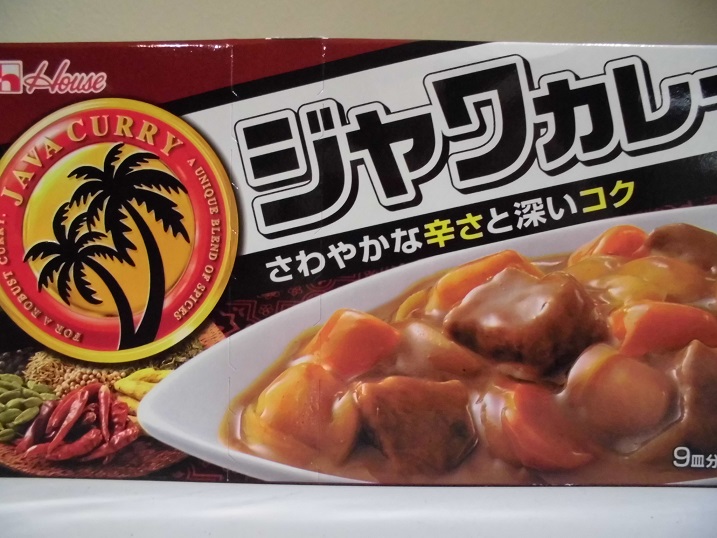 House
JAVA CURRY
A UNIQUE BLEND OF SPICES
FOR A ROBUST CURRY.
ジャワカレー
さわやかな辛さと深いコク
9皿分